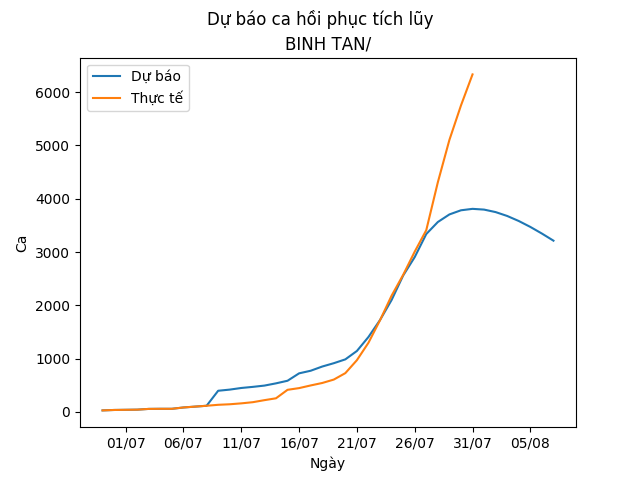 Dự báo ca hồi phục tích lũy
BINH TAN/
Dự báo
Thực tế
6000
5000
4000
3000
2000
1000
0
Ca
01/07 06/07 11/07 16/07 21/07 26/07 31/07 05/08
Ngày